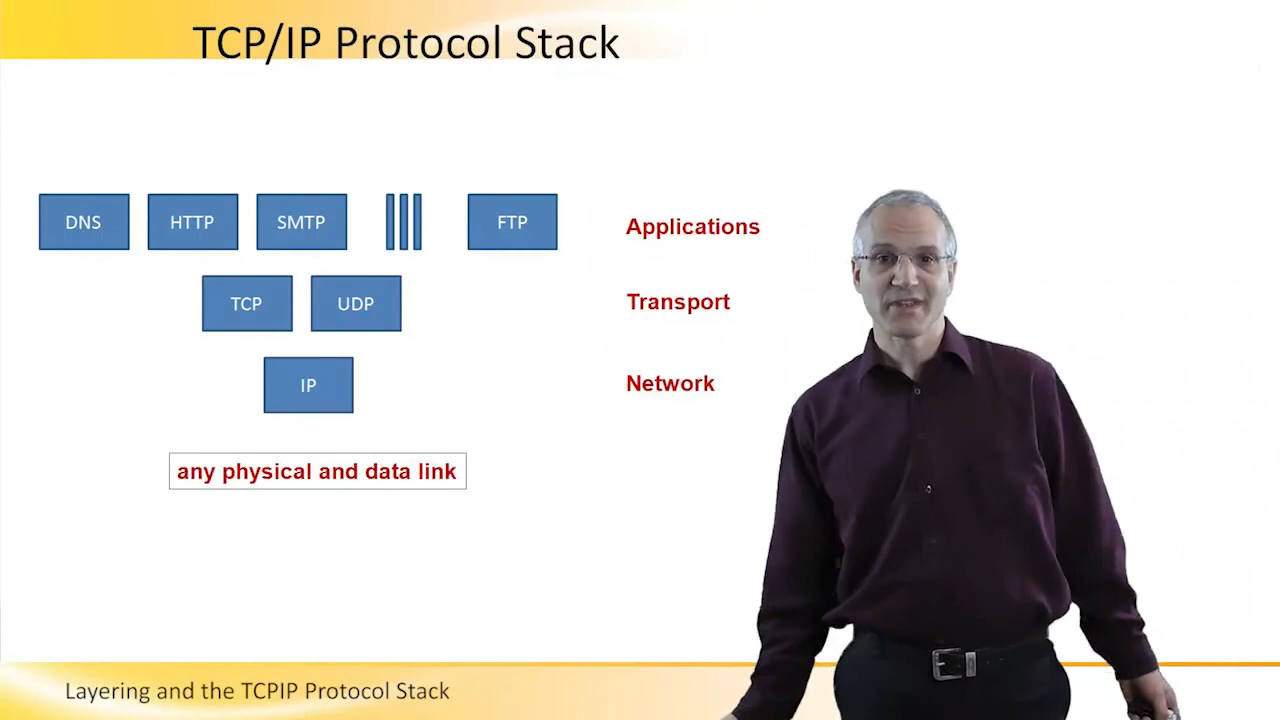 TCP/IP Protocol Stack
DNS HTTP SMTP FTP Applications
TCP UDP Transport
IP Network
any physical and data link
Layering and the TCPIP Protocol Stack